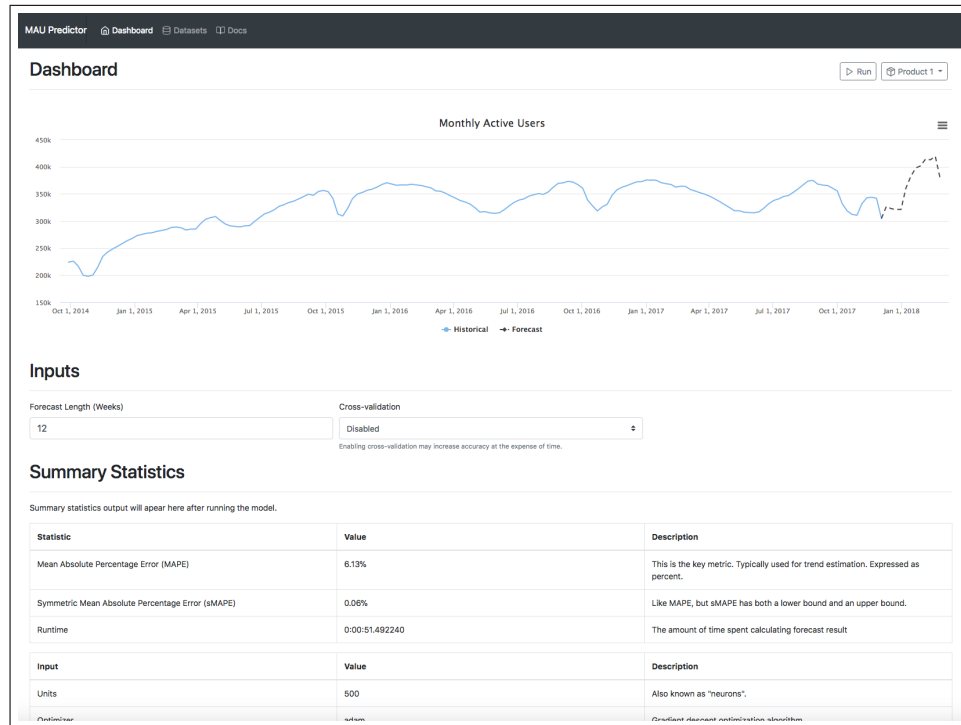 MAU Predictor Dashboard Datasets Docs
Dashboard
Run Product 1
Monthly Active Users
450k
400k
350k
300k
250k
200k
150k
Oct 1, 2014 Jan 1, 2015 Apr 1, 2015 Jul 1, 2015 Oct 1, 2015 Jan 1, 2016 Apr 1, 2016 Jul 1, 2016 Oct 1, 2016 Jan 1, 2017 Apr 1, 2017 Jul 1, 2017 Oct 1, 2017 Jan 1, 2018
Historical Forecast
Inputs
Forecast Length (Weeks) Cross-validation
12 Disabled
Enabling cross-validation may increase accuracy at the expense of time.
Summary Statistics
Summary statistics output will apear here after running the model.
Statistic Value Description
Mean Absolute Percentage Error (MAPE) 6.13% This is the key metric. Typically used for trend estimation. Expressed as
percent.
Symmetric Mean Absolute Percentage Error (sMAPE) 0.06% Like MAPE, but sMAPE has both a lower bound and an upper bound.
Runtime 0:00:51.492240 The amount of time spent calculating forecast result
Input Value Description
Units 500 Also known as "neurons".
Optimizer adam Gradient descent optimization algorithm